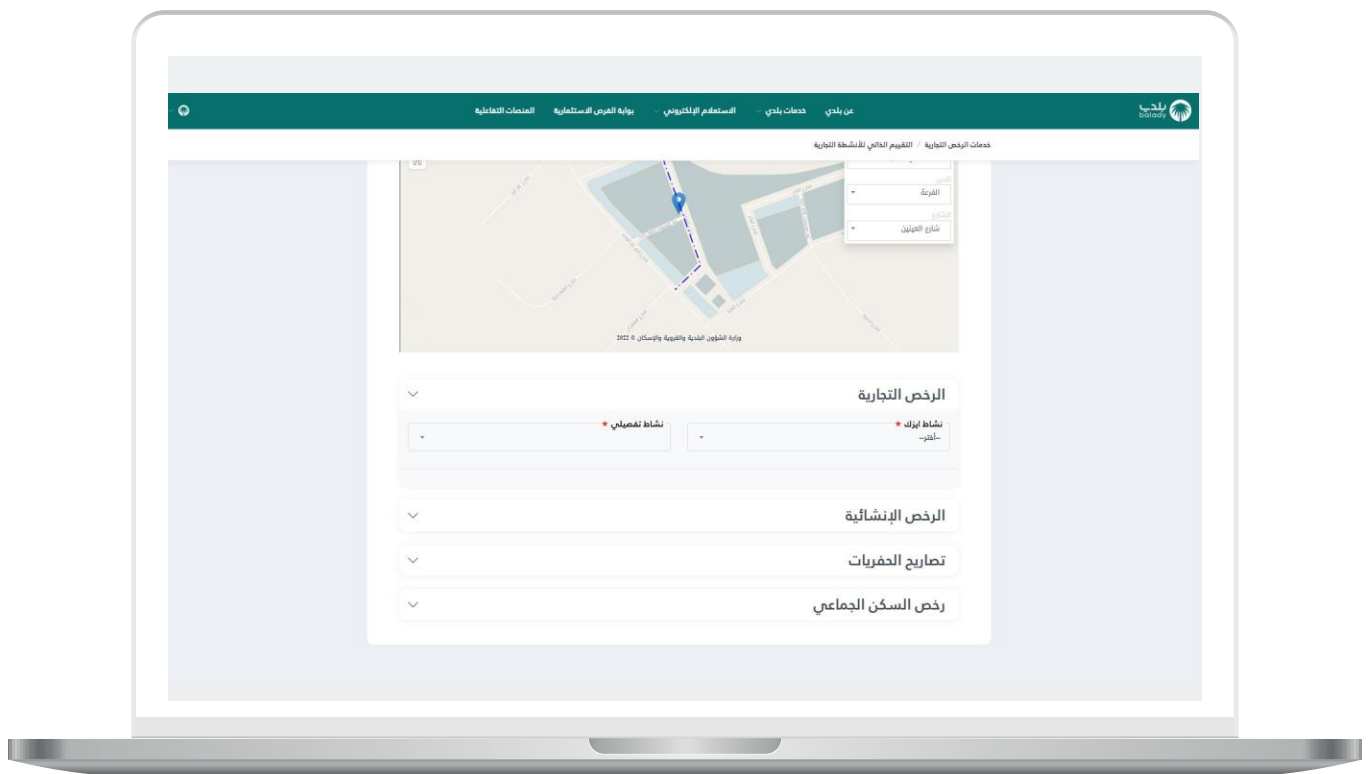 بلدي
balady
عن بلدي
خدمات بلدي
الاستعلام الإلكتروني
بوابة الفرص الاستثمارية
المنصات التفاعلية
خدمات الرخص التجارية / التقييم الذاتي للأنشطة التجارية
الحي
الفرعة
الشارع
شارع العينين
وزارة الشؤون البلدية والقروية والإسكان © 2022
الرخص التجارية
نشاط ايزك *
--أختر--
نشاط تفصيلي *
الرخص الإنشائية
تصاريح الحفريات
رخص السكن الجماعي